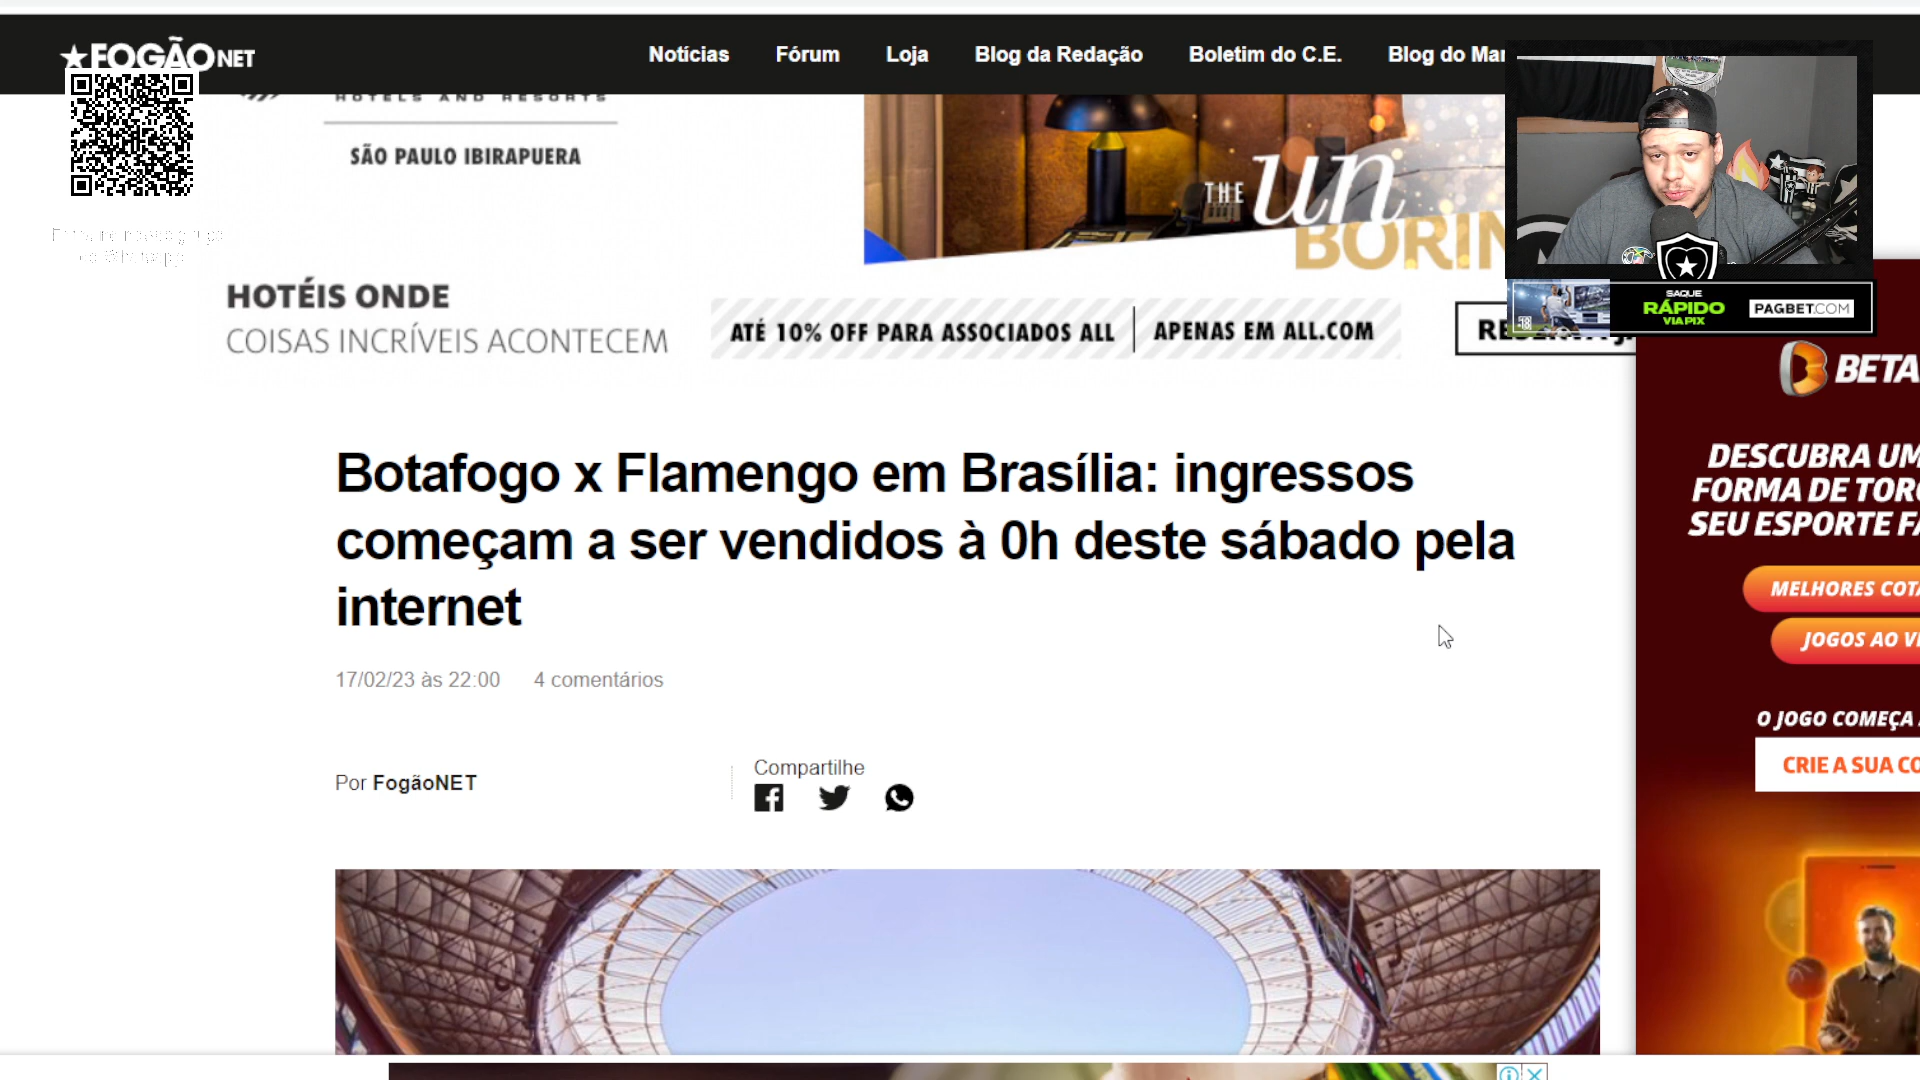 FOGÃONET
Notícias
Fórum
Loja
Blog da Redação
Boletim do C.E.
Blog do Mar
HOTELS AND RESORTS
SÃO PAULO IBIRAPUERA
THE un
BORIN
HOTÉIS ONDE
COISAS INCRÍVEIS ACONTECEM
ATÉ 10% OFF PARA ASSOCIADOS ALL
APENAS EM ALL.COM
SAQUE
RÁPIDO
VIA PIX
PAGBET.COM
BETA
DESCUBRA UM
FORMA DE TOR
SEU ESPORTE FA
MELHORES COTA
JOGOS AO VI
O JOGO COMEÇA
CRIE A SUA CO
Botafogo x Flamengo em Brasília: ingressos
começam a ser vendidos à 0h deste sábado pela
internet
17/02/23 às 22:00
4 comentários
Por FogãoNET
Compartilhe